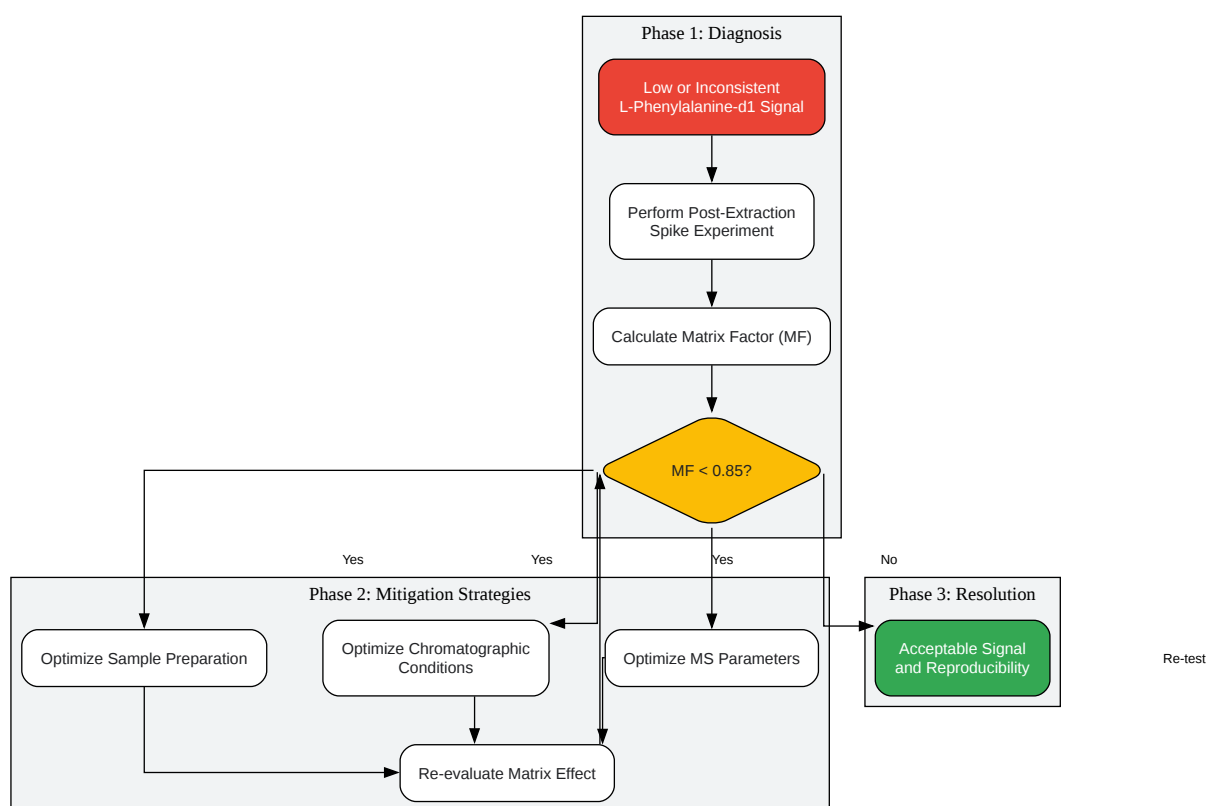 Phase 1: Diagnosis
Low or Inconsistent
L-Phenylalanine-d1 Signal
Perform Post-Extraction
Spike Experiment
Calculate Matrix Factor (MF)
MF < 0.85?
Yes
Yes
Yes
No
Phase 2: Mitigation Strategies
Phase 3: Resolution
Optimize Sample Preparation
Optimize Chromatographic
Conditions
Optimize MS Parameters
Acceptable Signal
and Reproducibility
Re-test
Re-evaluate Matrix Effect